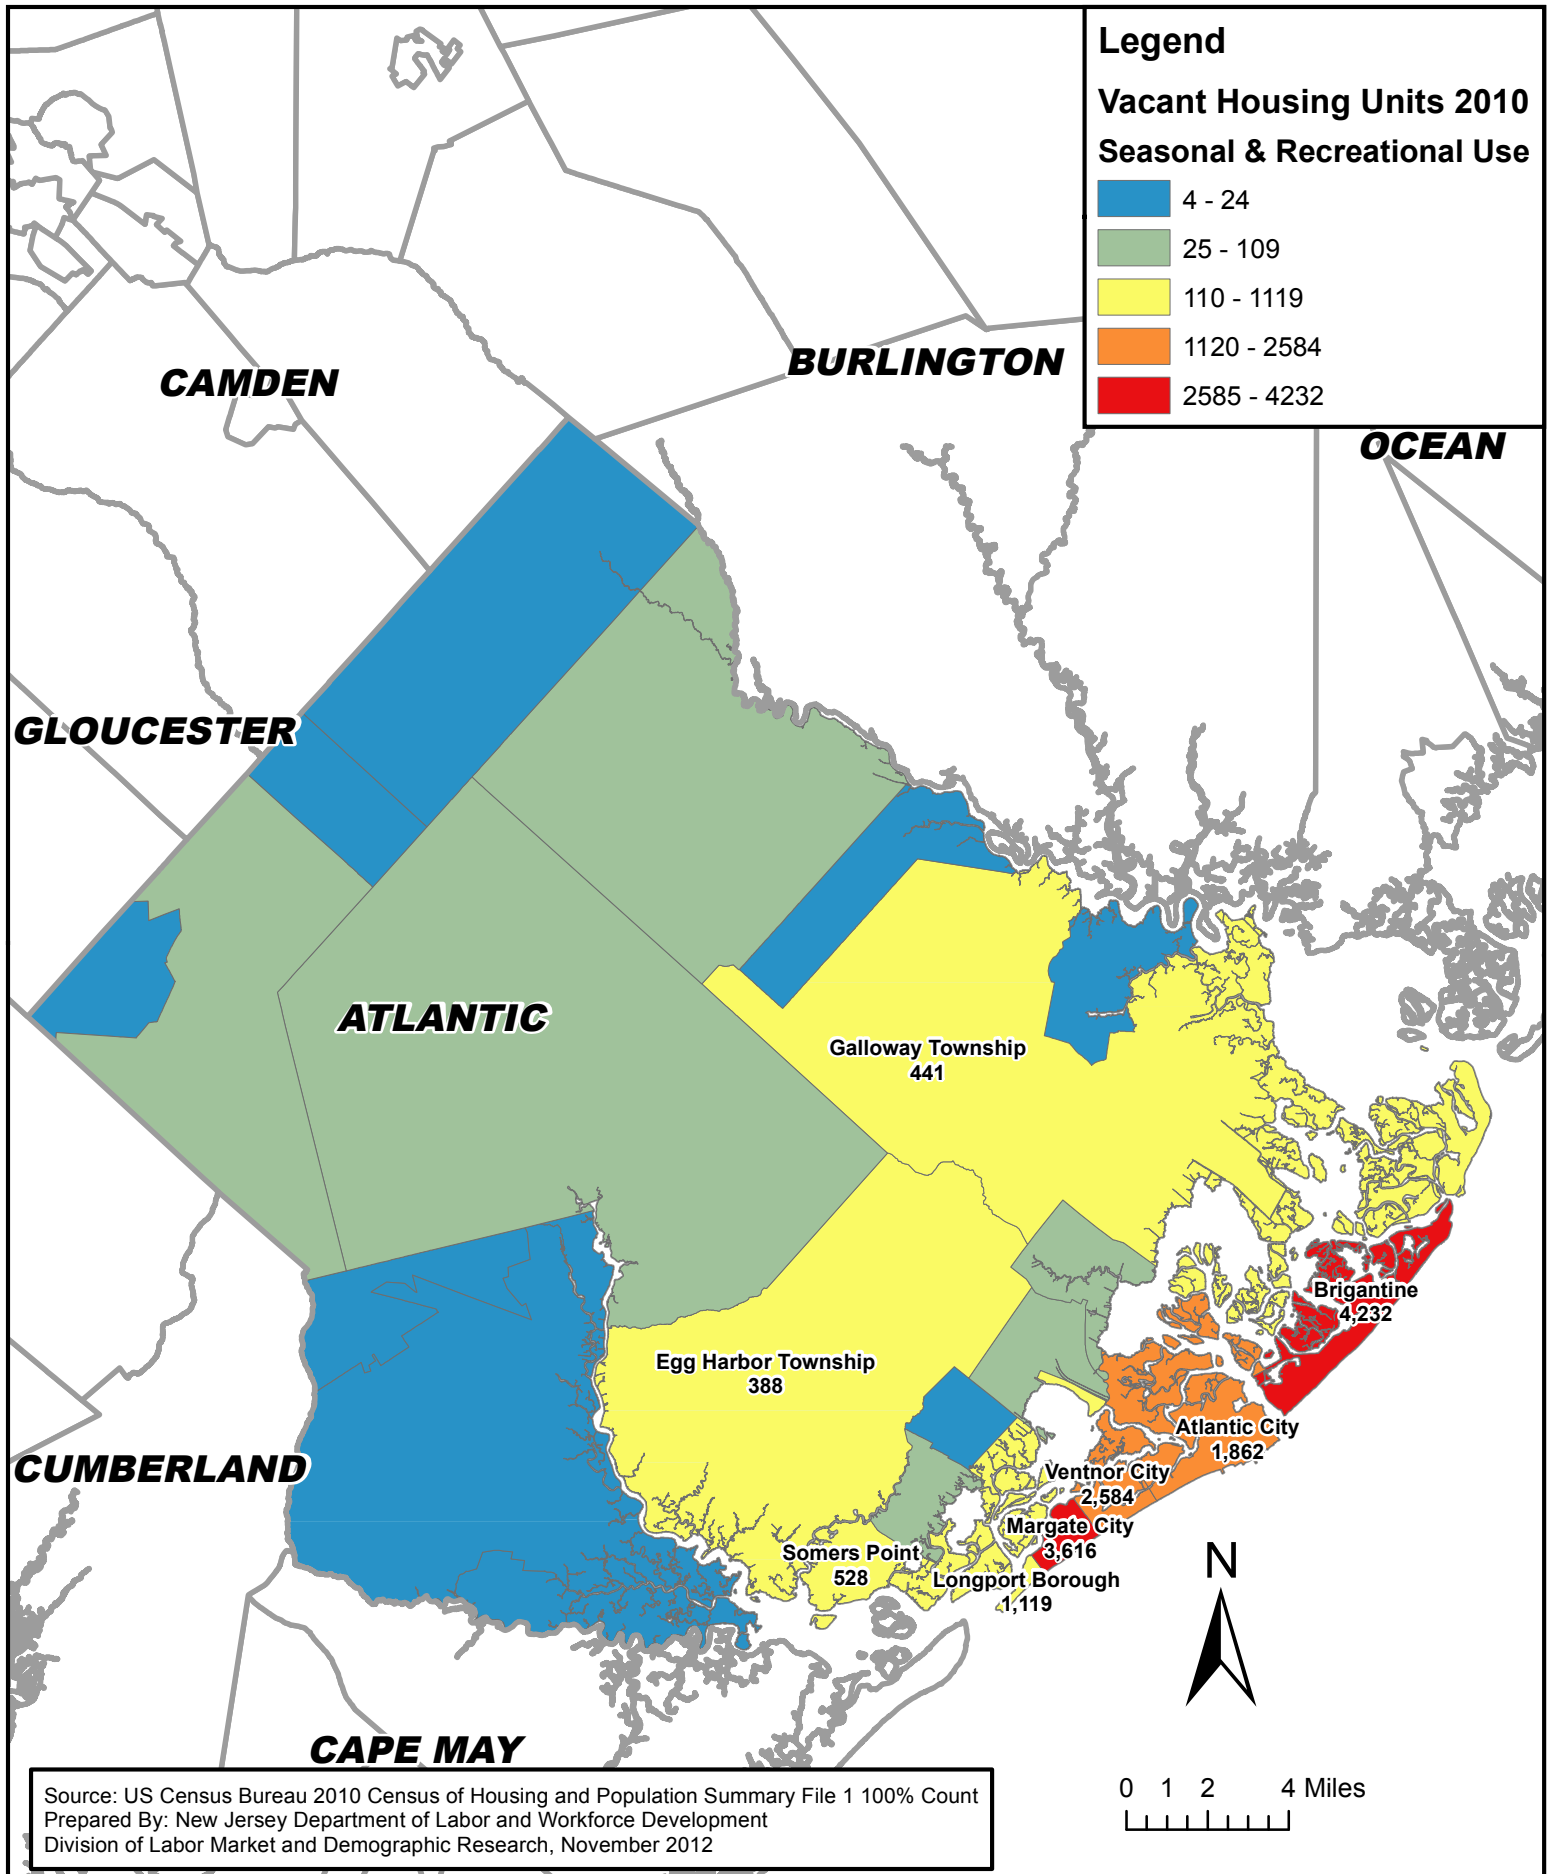 Legend
Vacant Housing Units 2010
Seasonal & Recreational Use
4 - 24
25 - 109
110 - 1119
1120 - 2584
2585 - 4232
BURLINGTON
CAMDEN
OCEAN
GLOUCESTER
ATLANTIC
Galloway Township
441
Brigantine
4,232
Egg Harbor Township
388
Atlantic City
1,862
CUMBERLAND
Ventnor City
2,584
Margate City
3,616
Somers Point
528
Longport Borough
1,119
N
CAPE MAY
0 1 2 4 Miles
Source: US Census Bureau 2010 Census of Housing and Population Summary File 1 100% Count
Prepared By: New Jersey Department of Labor and Workforce Development
Division of Labor Market and Demographic Research, November 2012